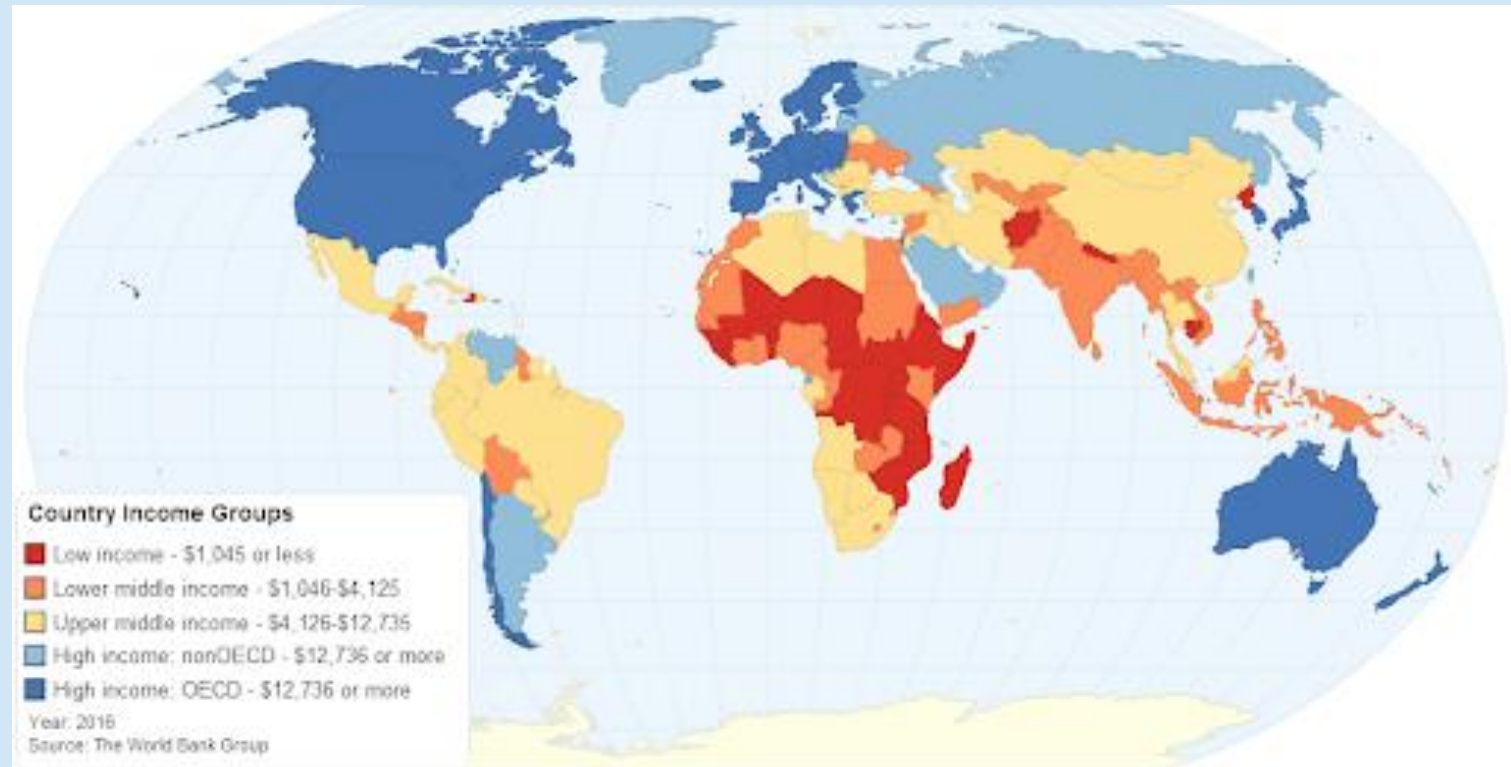 Country Income Groups
Low income - $1,045 or less
Lower middle income - $1,046-$4,125
Upper middle income - $4,126-$12,735
High income: nonOECD - $12,736 or more
High income: OECD - $12,736 or more
Year: 2016
Source: The World Bank Group